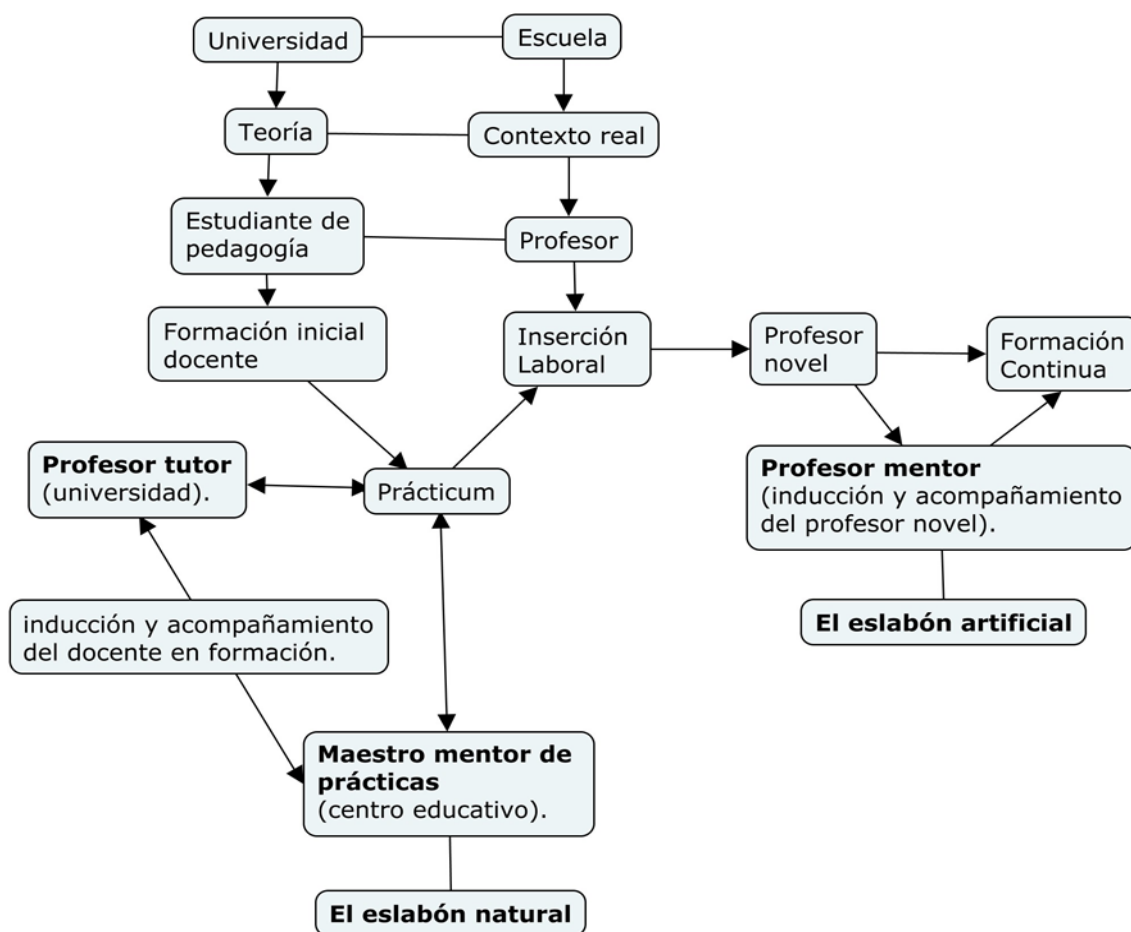 Universidad
Escuela
Teoría
Contexto real
Estudiante de
pedagogía
Profesor
Formación inicial
docente
Inserción
Laboral
Profesor
novel
Formación
Continua
Profesor tutor
(universidad).
Prácticum
Profesor mentor
(inducción y acompañamiento
del profesor novel).
inducción y acompañamiento
del docente en formación.
El eslabón artificial
Maestro mentor de
prácticas
(centro educativo).
El eslabón natural